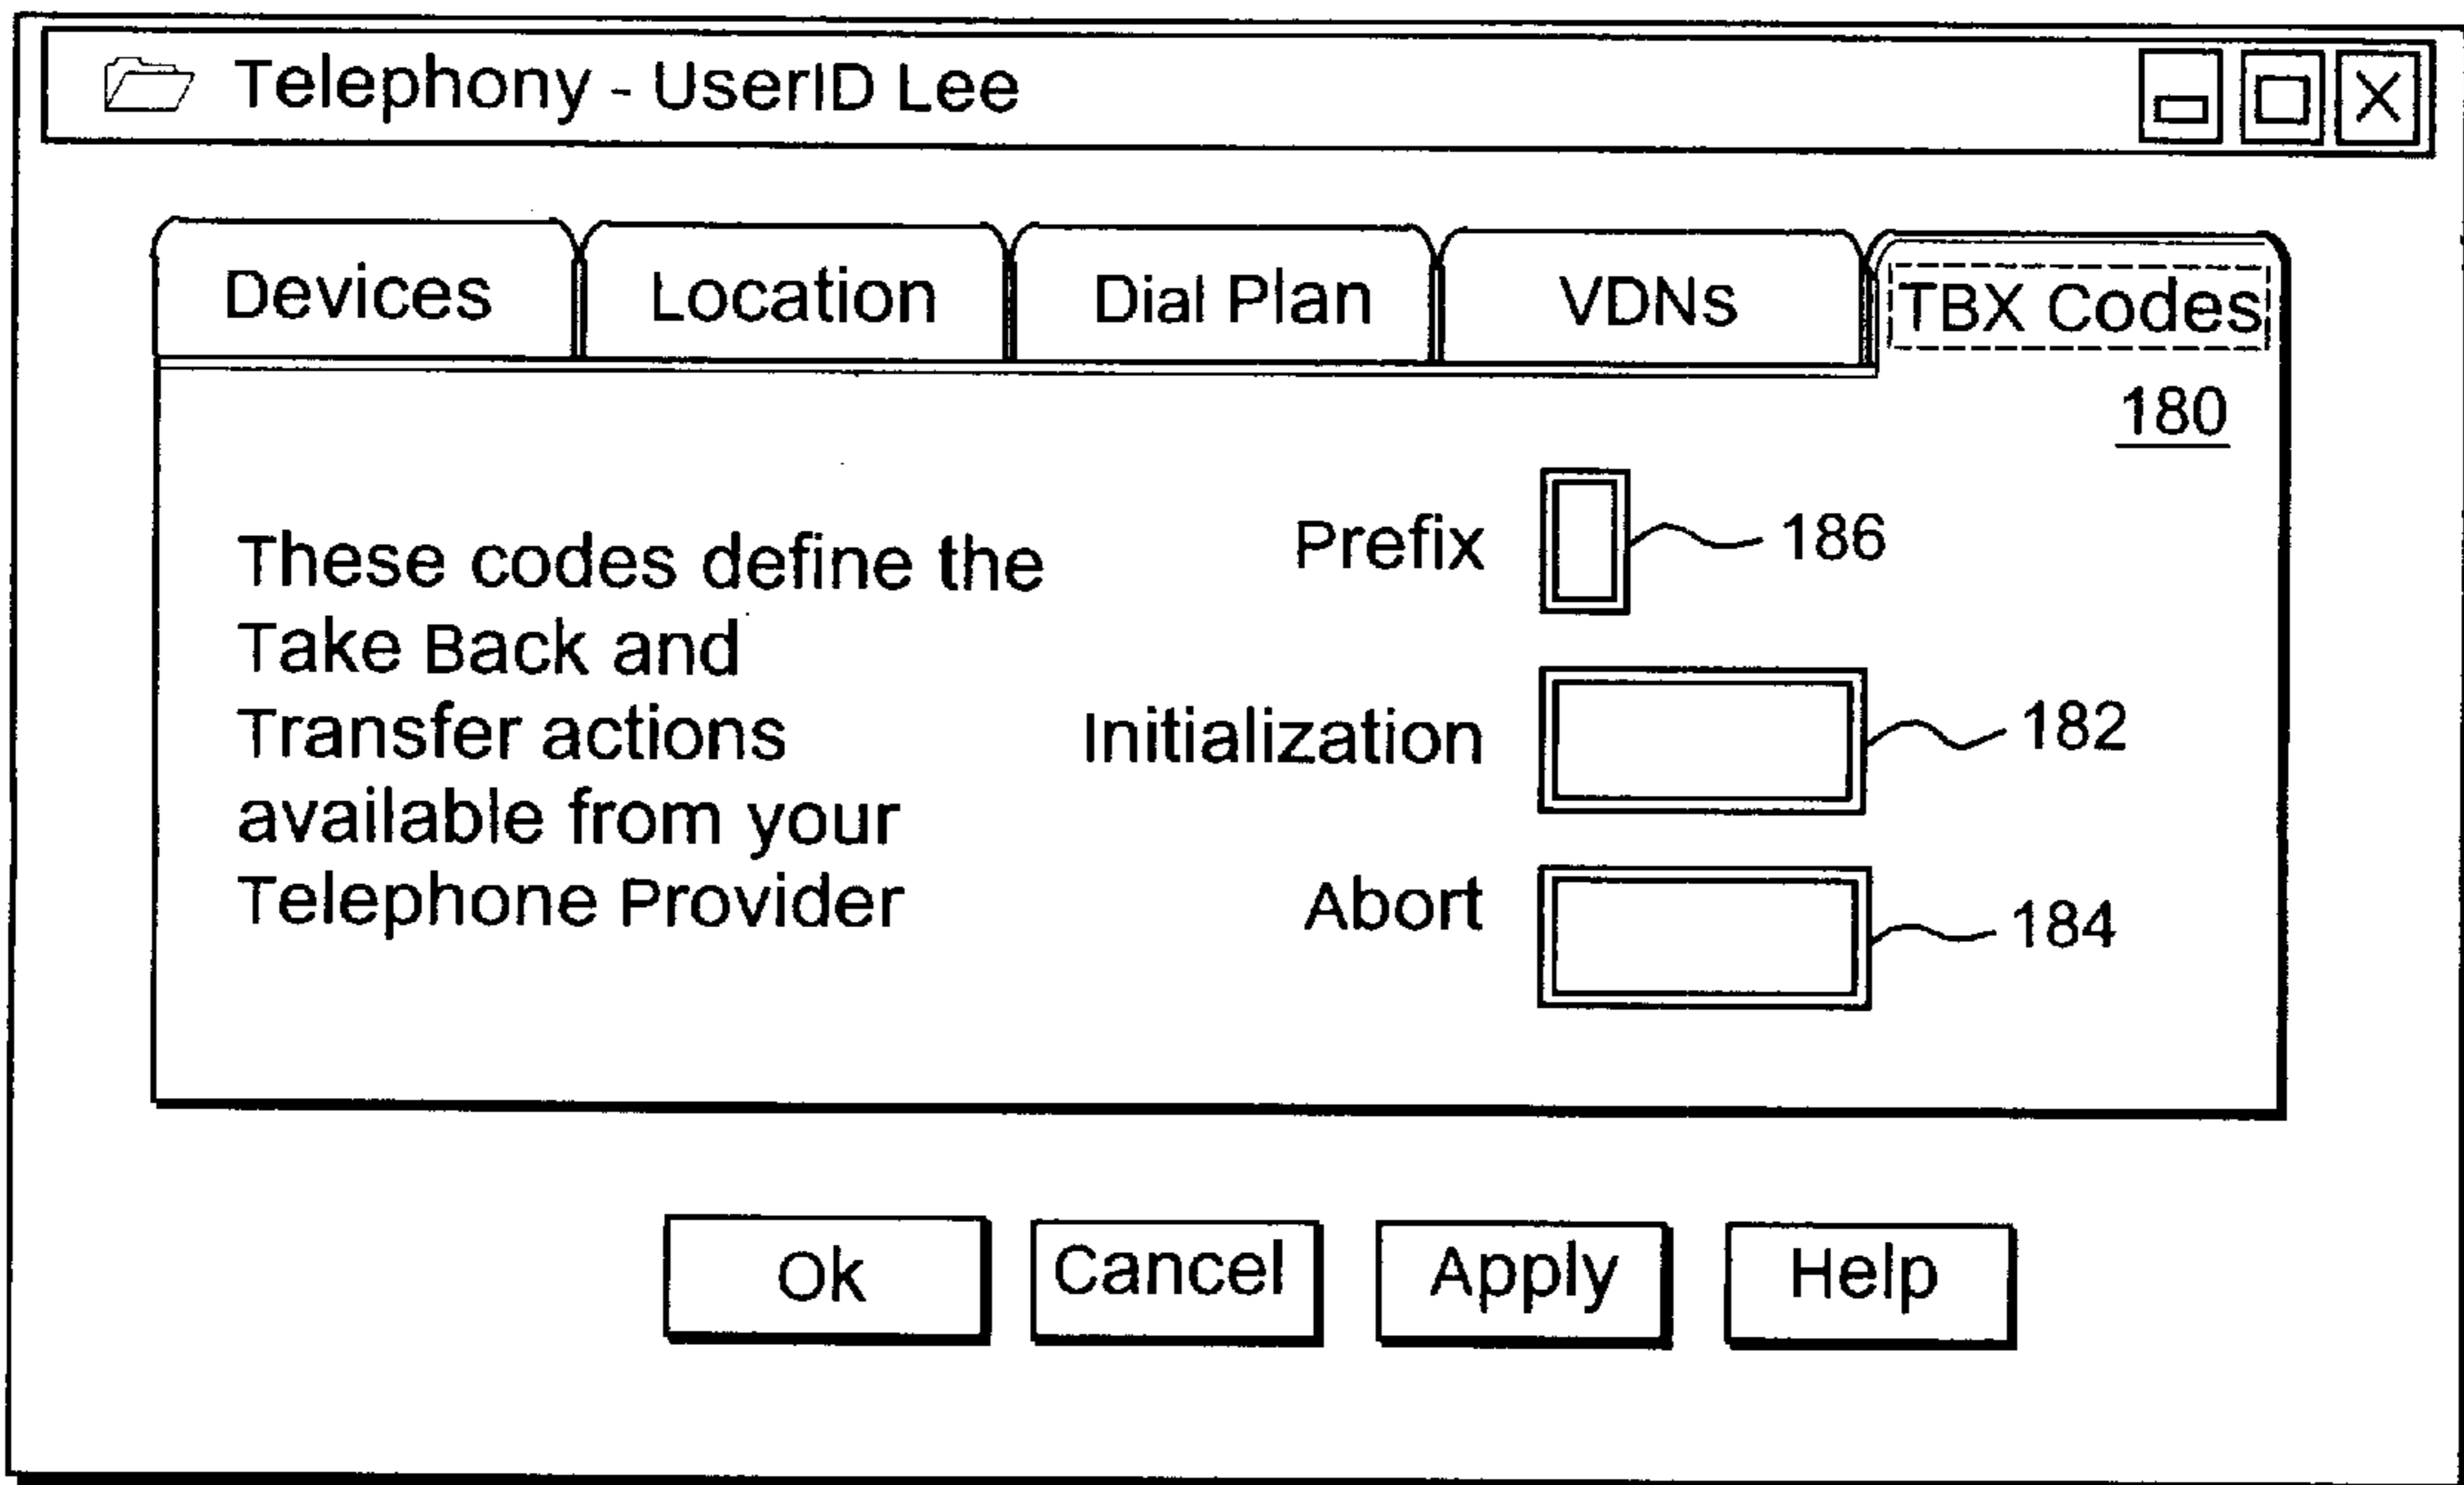 Telephony - UserID Lee
Devices Location Dial Plan VDNs TBX Codes
180
These codes define the
Take Back and
Transfer actions
available from your
Telephone Provider
Prefix 186
Initialization 182
Abort 184
Ok Cancel Apply Help